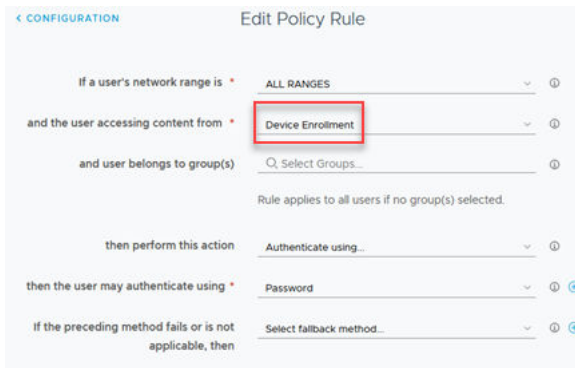 < CONFIGURATION
Edit Policy Rule
If a user's network range is *
ALL RANGES
and the user accessing content from *
Device Enrollment
and user belongs to group(s)
Select Groups...
Rule applies to all users if no group(s) selected.
then perform this action
Authenticate using...
then the user may authenticate using *
Password
If the preceding method fails or is not
applicable, then
Select fallback method...